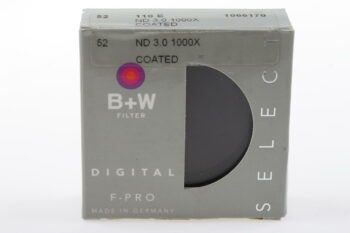 52 110 E 1066170
ND 3.0 1000X
COATED
52 ND 3.0 1000X
COATED
B+W
FILTER
DIGITAL
F-PRO
MADE IN GERMANY
SELECT